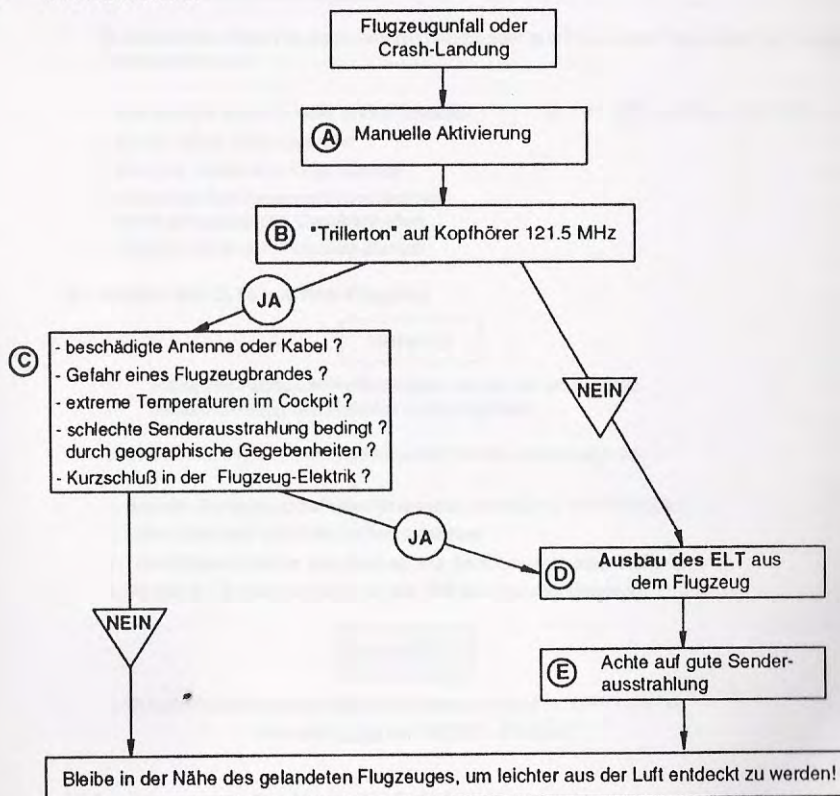 Flugzeugunfall oder
Crash-Landung
A Manuelle Aktivierung
B "Trillerton" auf Kopfhörer 121.5 MHz
JA
C
- beschädigte Antenne oder Kabel ?
- Gefahr eines Flugzeugbrandes ?
- extreme Temperaturen im Cockpit ?
- schlechte Senderausstrahlung bedingt ?
durch geographische Gegebenheiten ?
- Kurzschluß in der Flugzeug-Elektrik ?
NEIN
JA
D Ausbau des ELT aus
dem Flugzeug
NEIN
E Achte auf gute Sender-
ausstrahlung
Bleibe in der Nähe des gelandeten Flugzeuges, um leichter aus der Luft entdeckt zu werden!